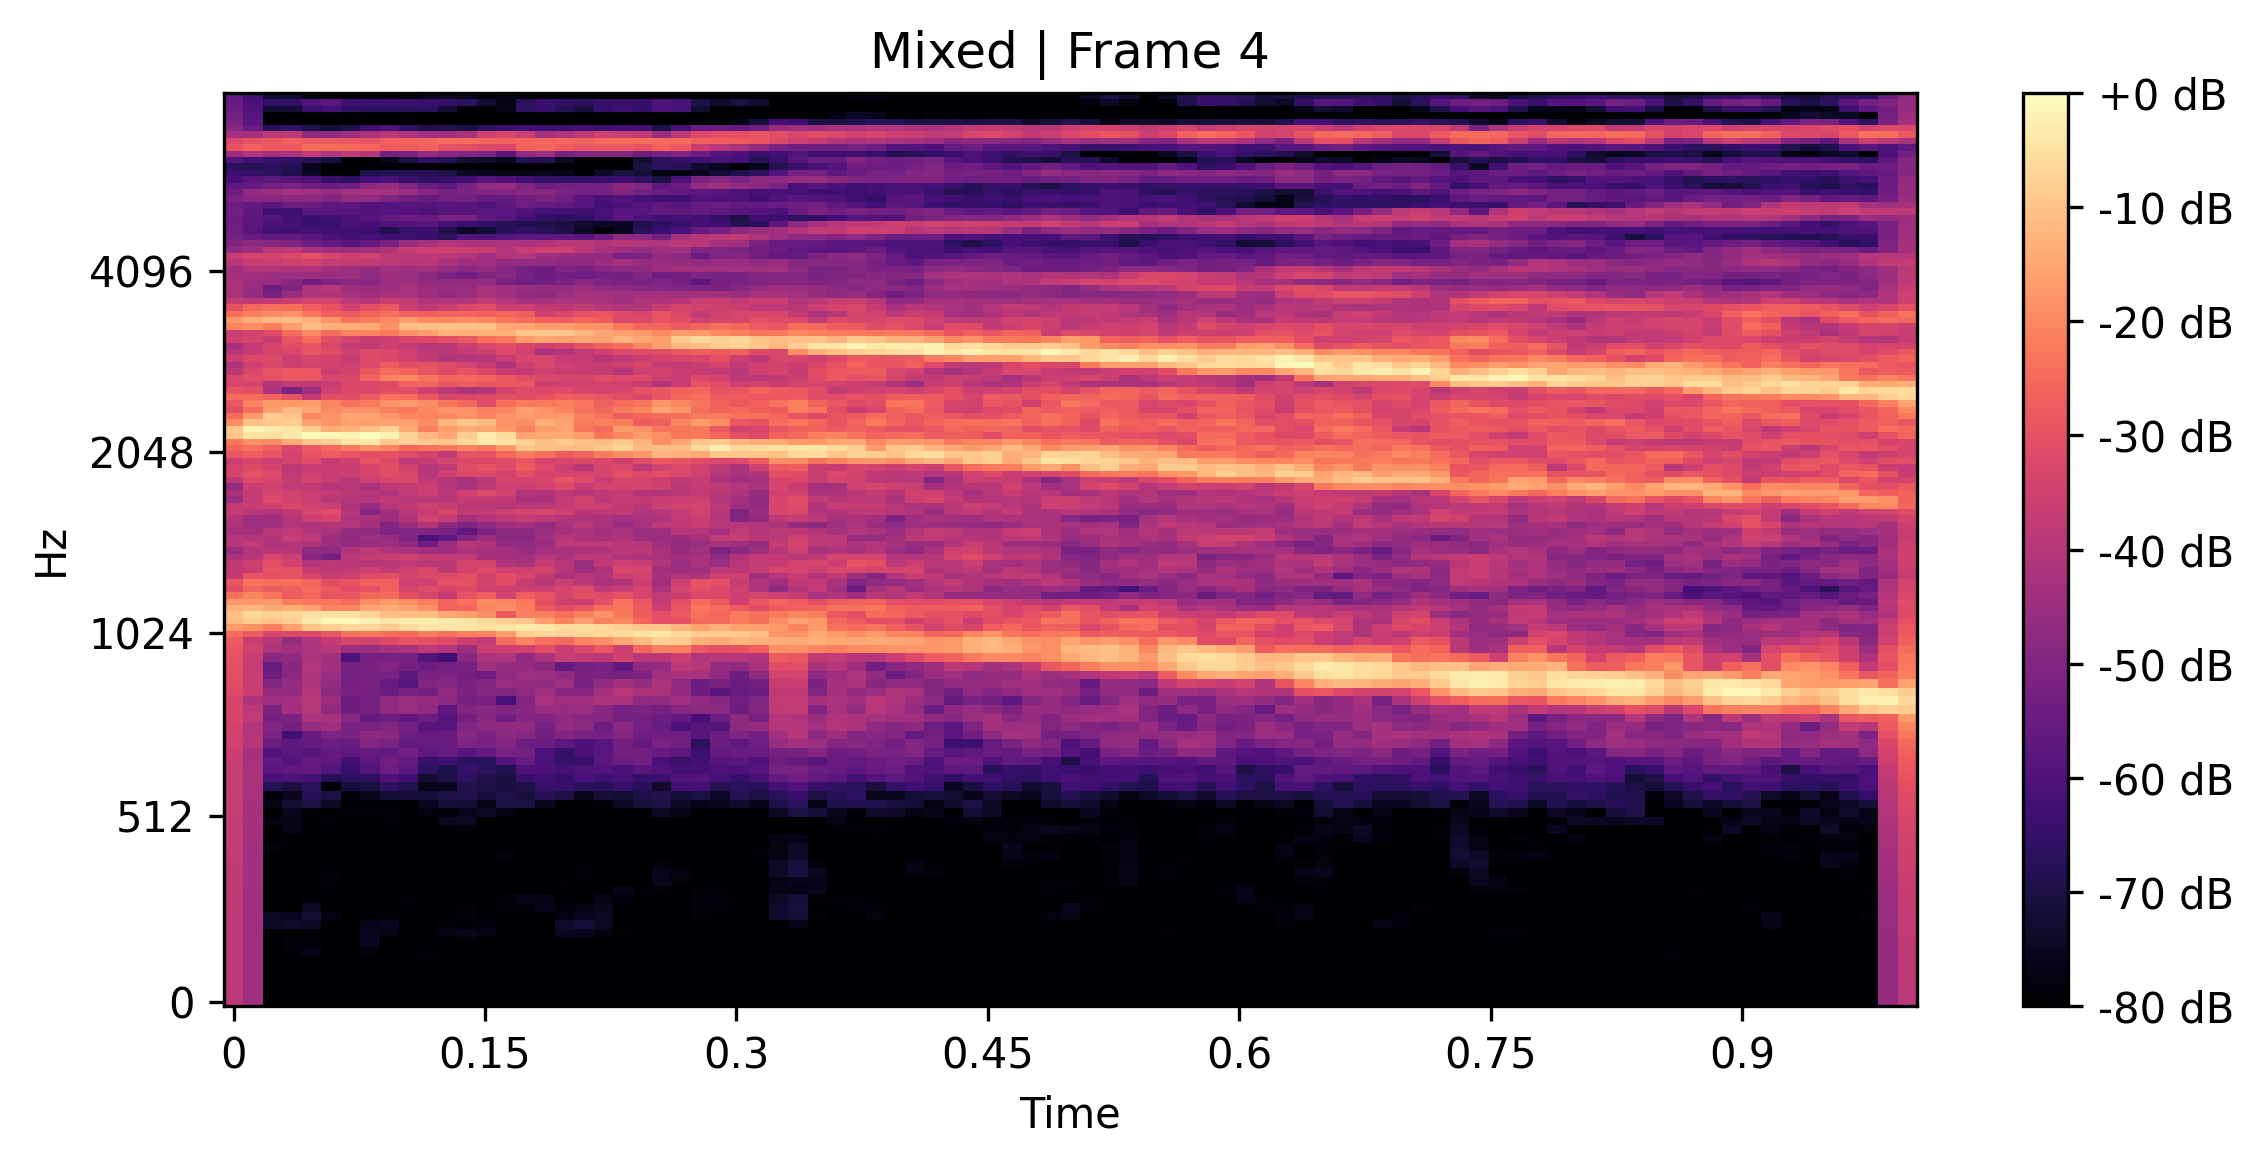 Mixed | Frame 4
+0 dB
-10 dB
-20 dB
-30 dB
-40 dB
-50 dB
-60 dB
-70 dB
-80 dB
4096
2048
1024
512
0
Hz
0 0.15 0.3 0.45 0.6 0.75 0.9
Time